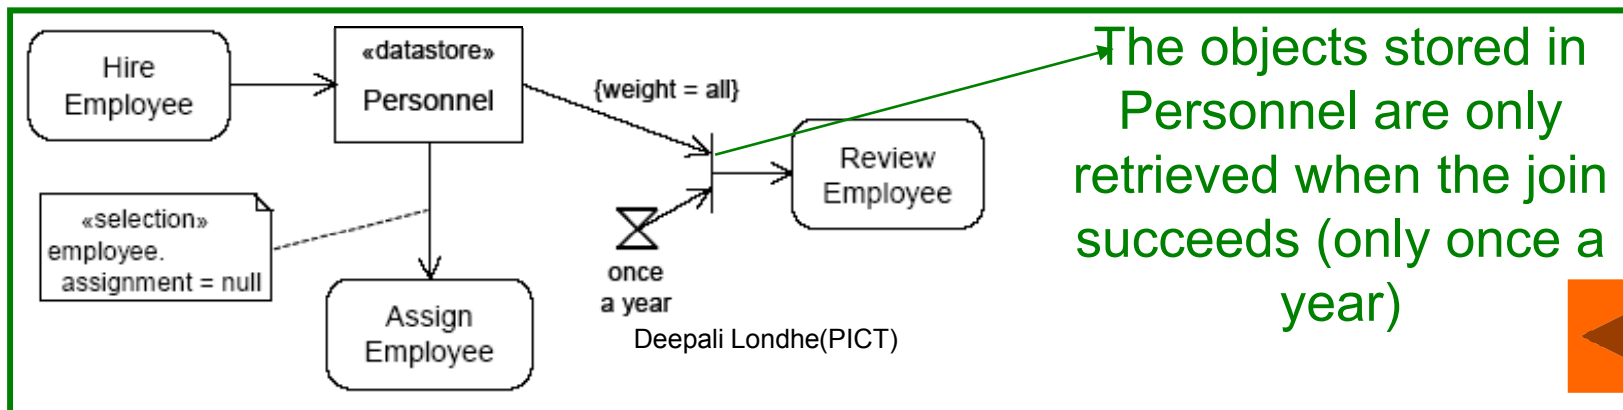 Hire
Employee
«datastore»
Personnel
{weight = all}
Review
Employee
«selection»
employee.
assignment = null
Assign
Employee
once
a year
Deepali Londhe(PICT)
The objects stored in
Personnel are only
retrieved when the join
succeeds (only once a
year)